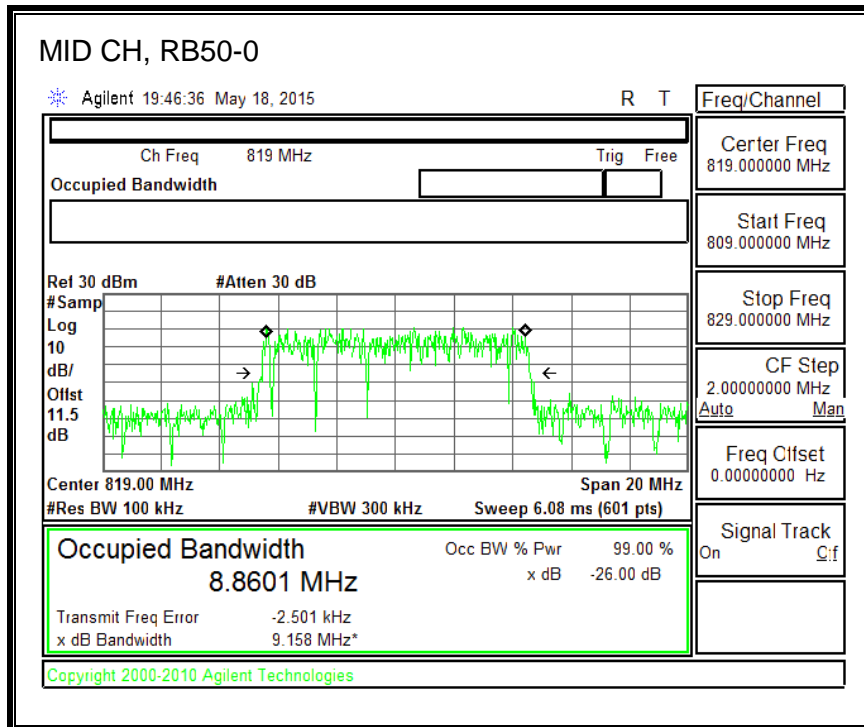 MID CH, RB50-0
Agilent 19:46:36 May 18, 2015 R T
Freq/Channel
Ch Freq 819 MHz Trig Free
Occupied Bandwidth
Center Freq
819.000000 MHz
Start Freq
809.000000 MHz
Stop Freq
829.000000 MHz
CF Step
2.00000000 MHz
Auto Man
Freq Offset
0.00000000 Hz
Signal Track
On Off
Ref 30 dBm #Atten 30 dB
#Samp
Log
10
dB/
Offst
11.5
dB
Center 819.00 MHz Span 20 MHz
#Res BW 100 kHz #VBW 300 kHz Sweep 6.08 ms (601 pts)
Occupied Bandwidth Occ BW % Pwr 99.00 %
8.8601 MHz x dB -26.00 dB
Transmit Freq Error -2.501 kHz
x dB Bandwidth 9.158 MHz*
Copyright 2000-2010 Agilent Technologies